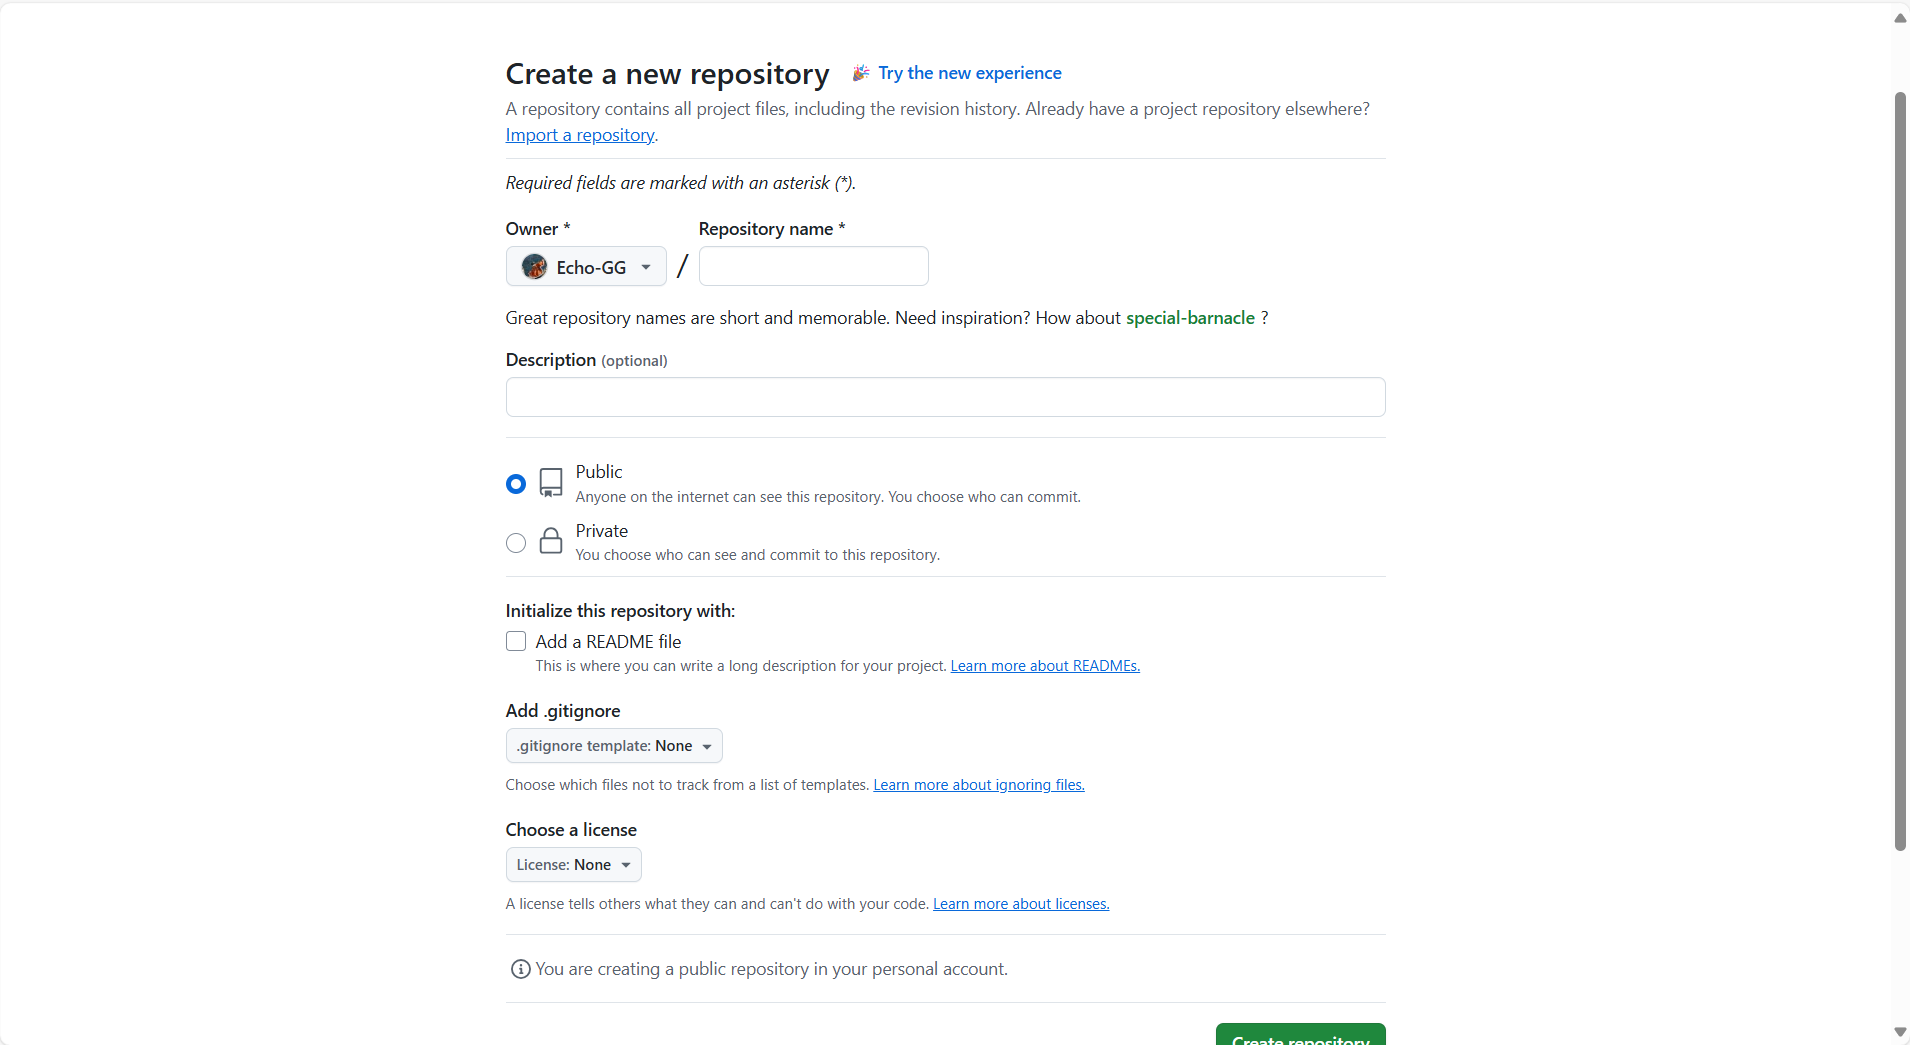 Create a new repository
Try the new experience
A repository contains all project files, including the revision history. Already have a project repository elsewhere?
Import a repository.
Required fields are marked with an asterisk (*).
Owner * Repository name *
Echo-GG /
Great repository names are short and memorable. Need inspiration? How about special-barnacle ?
Description (optional)
Public
Anyone on the internet can see this repository. You choose who can commit.
Private
You choose who can see and commit to this repository.
Initialize this repository with:
Add a README file
This is where you can write a long description for your project. Learn more about READMEs.
Add .gitignore
.gitignore template: None
Choose which files not to track from a list of templates. Learn more about ignoring files.
Choose a license
License: None
A license tells others what they can and can't do with your code. Learn more about licenses.
You are creating a public repository in your personal account.
Create repository